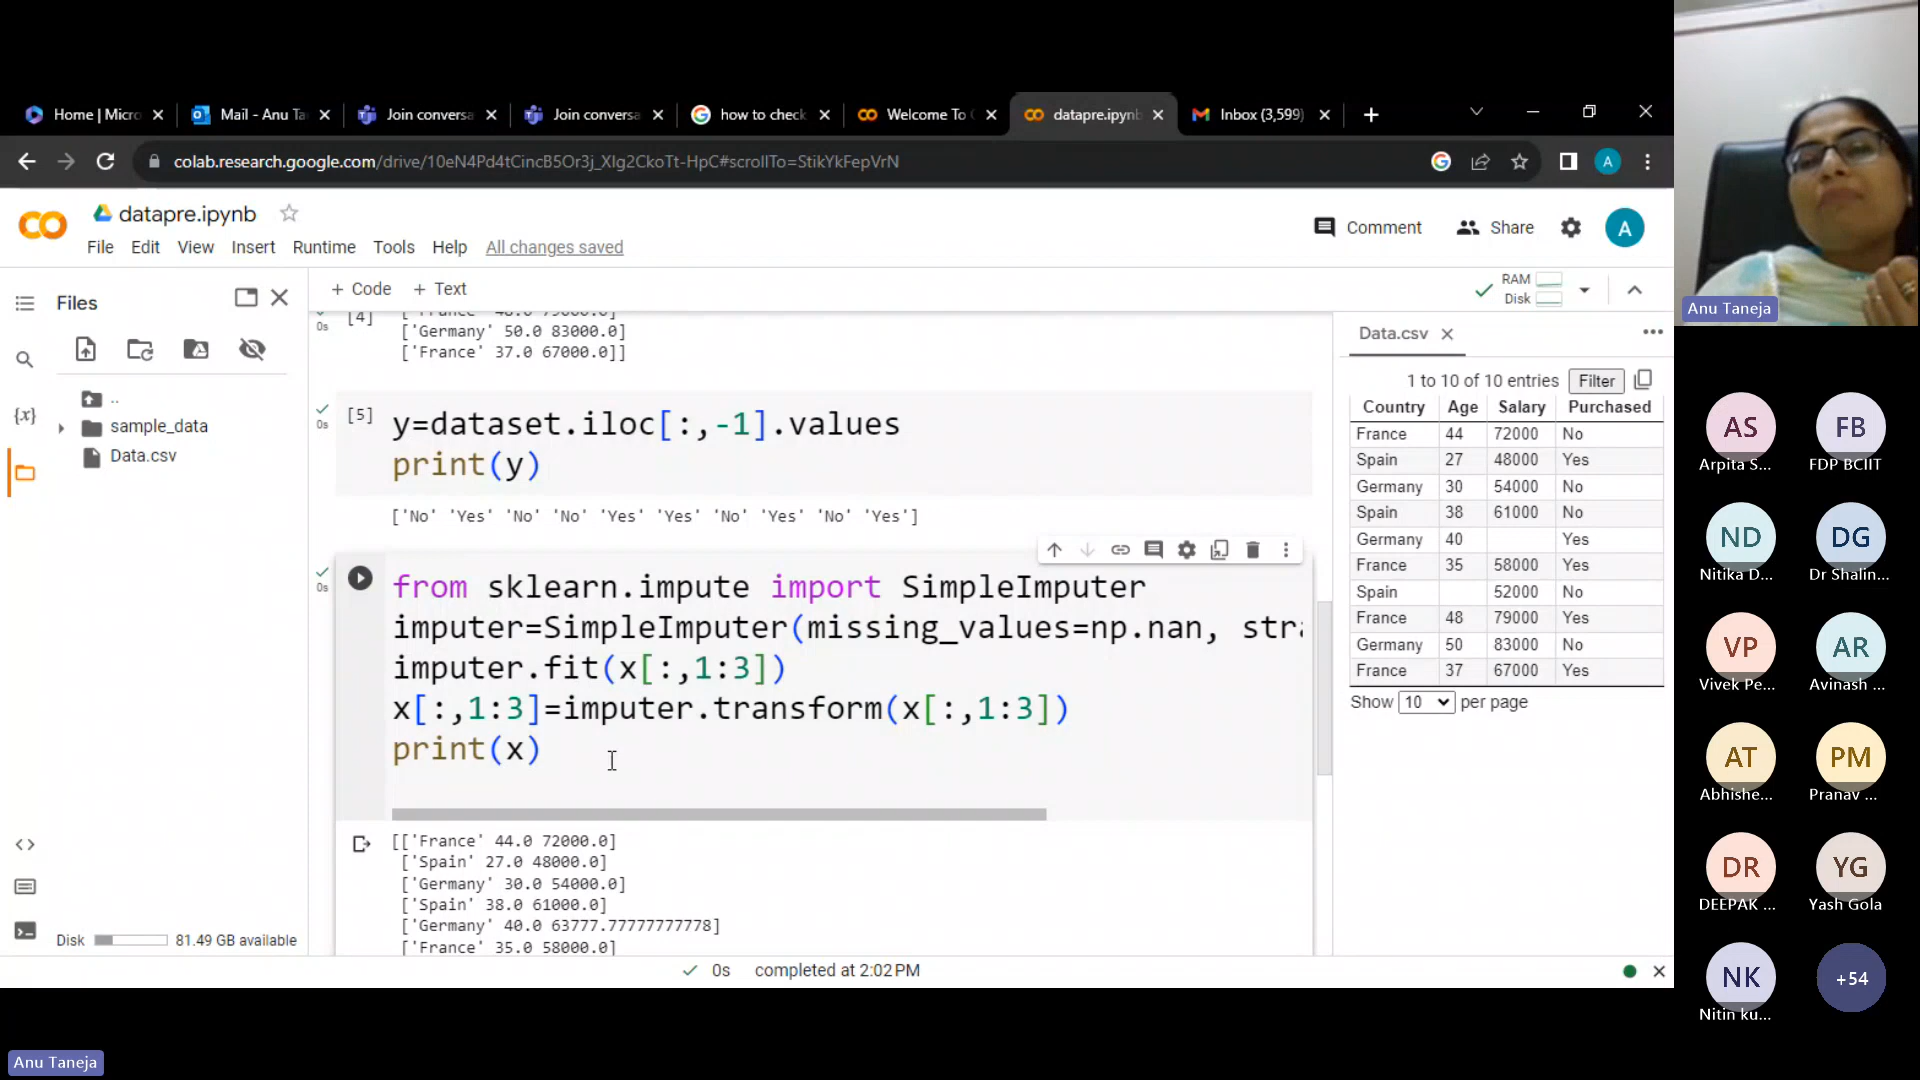 Home | Micro
Mail - Anu Ta
Join conversa
Join conversa
how to check
Welcome To C
datapre.ipynb
Inbox (3,599)
colab.research.google.com/drive/10eN4Pd4tCincB5Or3j_XIg2CkoTt-HpC#scrollTo=StikYkFepVrN
A
datapre.ipynb
File Edit View Insert Runtime Tools Help All changes saved
Comment
Share
A
Files
+ Code + Text
RAM
Disk
..
sample_data
Data.csv
Disk 81.49 GB available
0s
[4]
['Germany' 50.0 83000.0]
['France' 37.0 67000.0]]
0s
[5]
y=dataset.iloc[:,-1].values
print(y)
['No' 'Yes' 'No' 'No' 'Yes' 'Yes' 'No' 'Yes' 'No' 'Yes']
0s
from sklearn.impute import SimpleImputer
imputer=SimpleImputer(missing_values=np.nan, stra
imputer.fit(x[:,1:3])
x[:,1:3]=imputer.transform(x[:,1:3])
print(x)
[['France' 44.0 72000.0]
['Spain' 27.0 48000.0]
['Germany' 30.0 54000.0]
['Spain' 38.0 61000.0]
['Germany' 40.0 63777.77777777778]
['France' 35.0 58000.0]
0s completed at 2:02 PM
Data.csv
1 to 10 of 10 entries Filter
Country Age Salary Purchased
France 44 72000 No
Spain 27 48000 Yes
Germany 30 54000 No
Spain 38 61000 No
Germany 40 Yes
France 35 58000 Yes
Spain 52000 No
France 48 79000 Yes
Germany 50 83000 No
France 37 67000 Yes
Show 10 per page
Anu Taneja
AS
Arpita S...
FB
FDP BCIIT
ND
Nitika D...
DG
Dr Shalin...
VP
Vivek Pe...
AR
Avinash ...
AT
Abhishe...
PM
Pranav ...
DR
DEEPAK ...
YG
Yash Gola
NK
Nitin ku...
+54
Anu Taneja